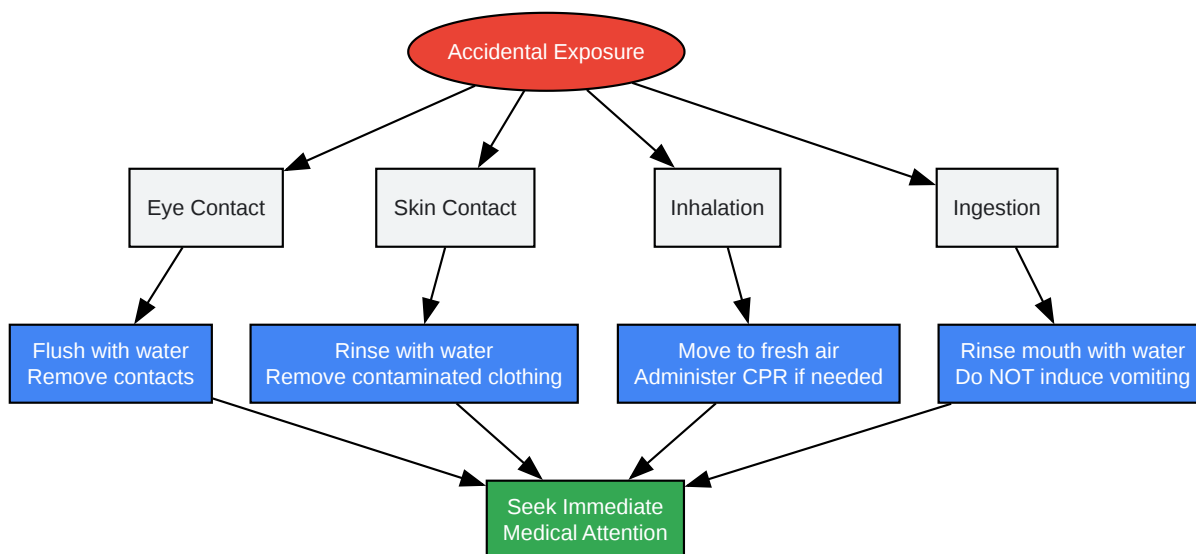 Accidental Exposure
Eye Contact
Skin Contact
Inhalation
Ingestion
Flush with water
Remove contacts
Rinse with water
Remove contaminated clothing
Move to fresh air
Administer CPR if needed
Rinse mouth with water
Do NOT induce vomiting
Seek Immediate
Medical Attention